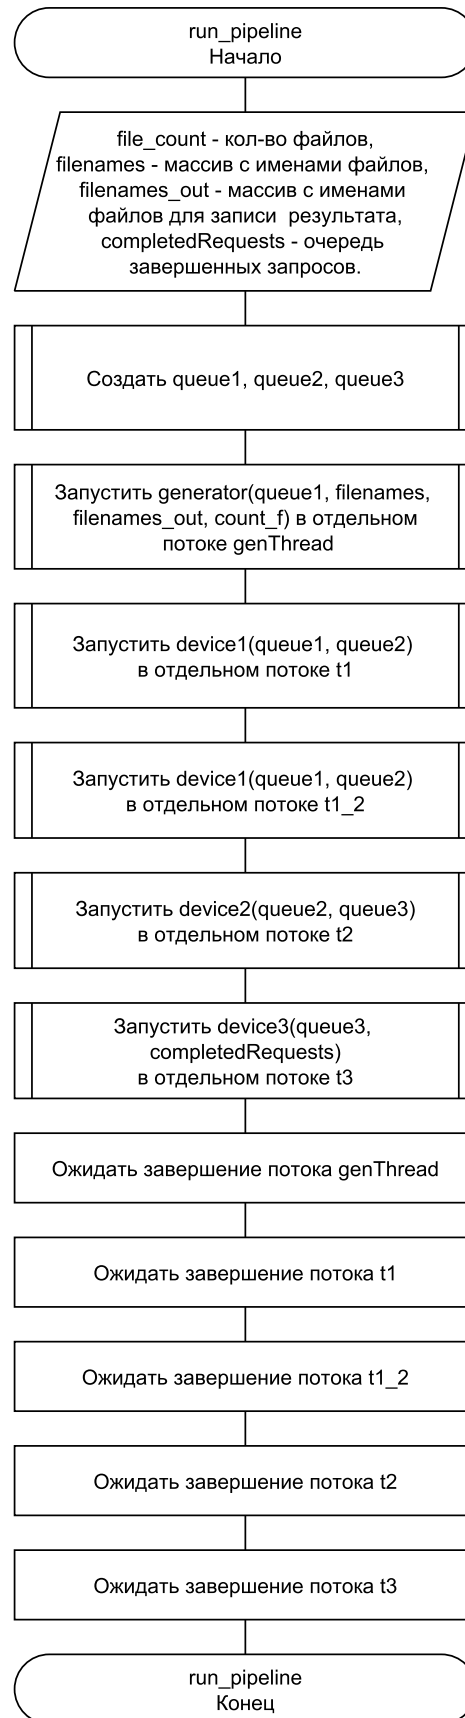 run_pipeline
Начало
file_count - кол-во файлов,
filenames - массив с именами файлов,
filenames_out - массив с именами
файлов для записи результата,
completedRequests - очередь
завершенных запросов.
Создать queue1, queue2, queue3
Запустить generator(queue1, filenames,
filenames_out, count_f) в отдельном
потоке genThread
Запустить device1(queue1, queue2)
в отдельном потоке t1
Запустить device1(queue1, queue2)
в отдельном потоке t1_2
Запустить device2(queue2, queue3)
в отдельном потоке t2
Запустить device3(queue3,
completedRequests)
в отдельном потоке t3
Ожидать завершение потока genThread
Ожидать завершение потока t1
Ожидать завершение потока t1_2
Ожидать завершение потока t2
Ожидать завершение потока t3
run_pipeline
Конец